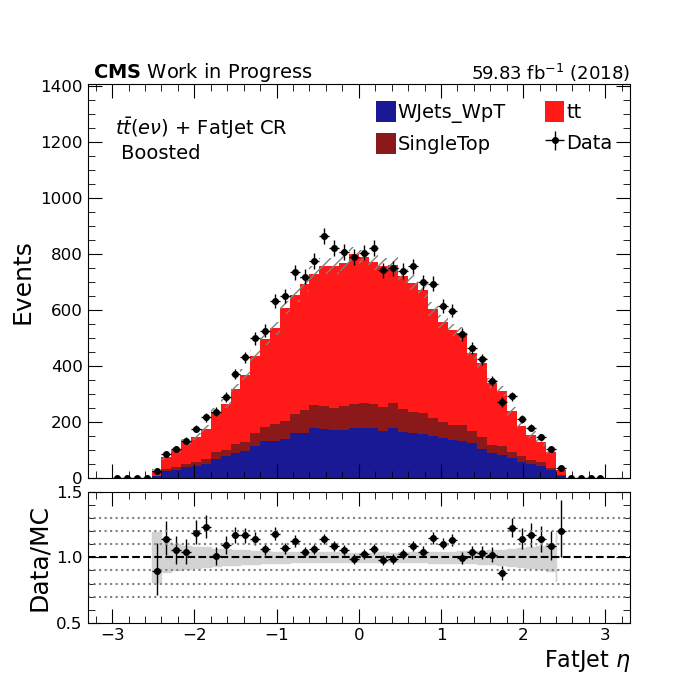 CMS Work in Progress 59.83 fb⁻¹ (2018)
tt̄(eν) + FatJet CR
Boosted
WJets_WpT tt
SingleTop Data
Events
1400
1200
1000
800
600
400
200
0
Data/MC
1.5
1.0
0.5
−3 −2 −1 0 1 2 3
FatJet η